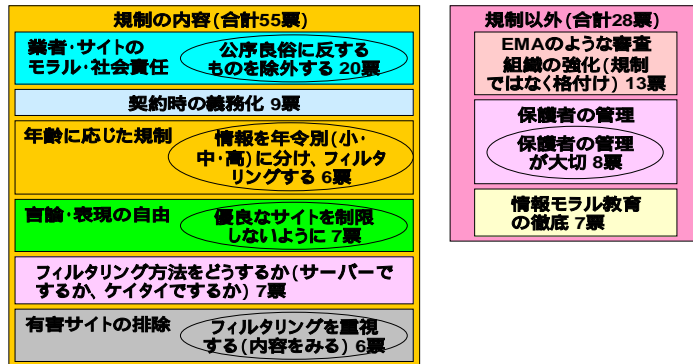 規制の内容(合計55票)
業者・サイトの
モラル・社会責任
公序良俗に反する
ものを除外する 20票
契約時の義務化 9票
年齢に応じた規制
情報を年令別(小・
中・高)に分け、フィルタ
リングする 6票
言論・表現の自由
優良なサイトを制限
しないように 7票
フィルタリング方法をどうするか(サーバーで
するか、ケイタイでするか) 7票
有害サイトの排除
フィルタリングを重視
する(内容をみる) 6票
規制以外(合計28票)
EMAのような審査
組織の強化(規制
ではなく格付け) 13票
保護者の管理
保護者の管理
が大切 8票
情報モラル教育
の徹底 7票